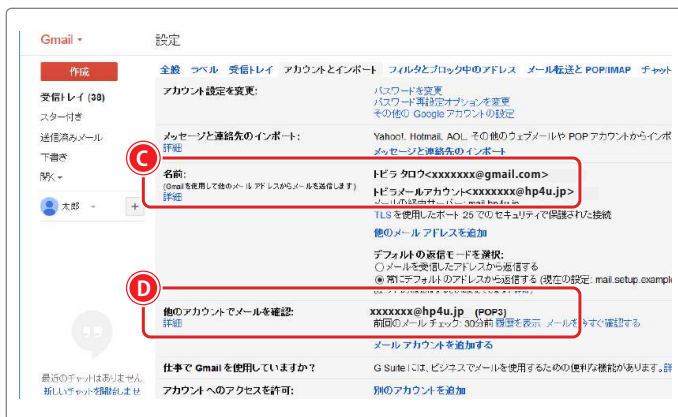 Gmail
設定
作成
全般 ラベル 受信トレイ アカウントとインポート フィルタとブロック中のアドレス メール転送と POP/IMAP チャット
受信トレイ (38)
スター付き
送信済みメール
下書き
開く
太郎
+
最近のチャットはありません
新しいチャットを開始しませ
アカウント設定を変更:
パスワードを変更
パスワード再設定オプションを変更
その他の Google アカウントの設定
メッセージと連絡先のインポート:
詳細
Yahoo!, Hotmail, AOL, その他のウェブメールや POP アカウントからインポ
メッセージと連絡先のインポート
C
名前:
(Gmail を使用して他のメール アドレスからメールを送信します)
詳細
トビラ タロウ<xxxxxxx@gmail.com>
トビラメールアカウント<xxxxxxx@hp4u.jp>
メールの経由サーバー: mail.hp4u.jp
TLS を使用したポート 25 でのセキュリティで保護された接続
他のメール アドレスを追加
デフォルトの返信モードを選択:
メールを受信したアドレスから返信する
常にデフォルトのアドレスから返信する (現在の設定: mail.setup.example
D
他のアカウントでメールを確認:
詳細
xxxxxxx@hp4u.jp (POP3)
前回のメール チェック: 30分前 履歴を表示 メールを今すぐ確認する
メール アカウントを追加する
仕事で Gmail を使用していますか？
G Suite には、ビジネスでメールを使用するための便利な機能があります。詳
アカウントへのアクセスを許可:
別のアカウントを追加